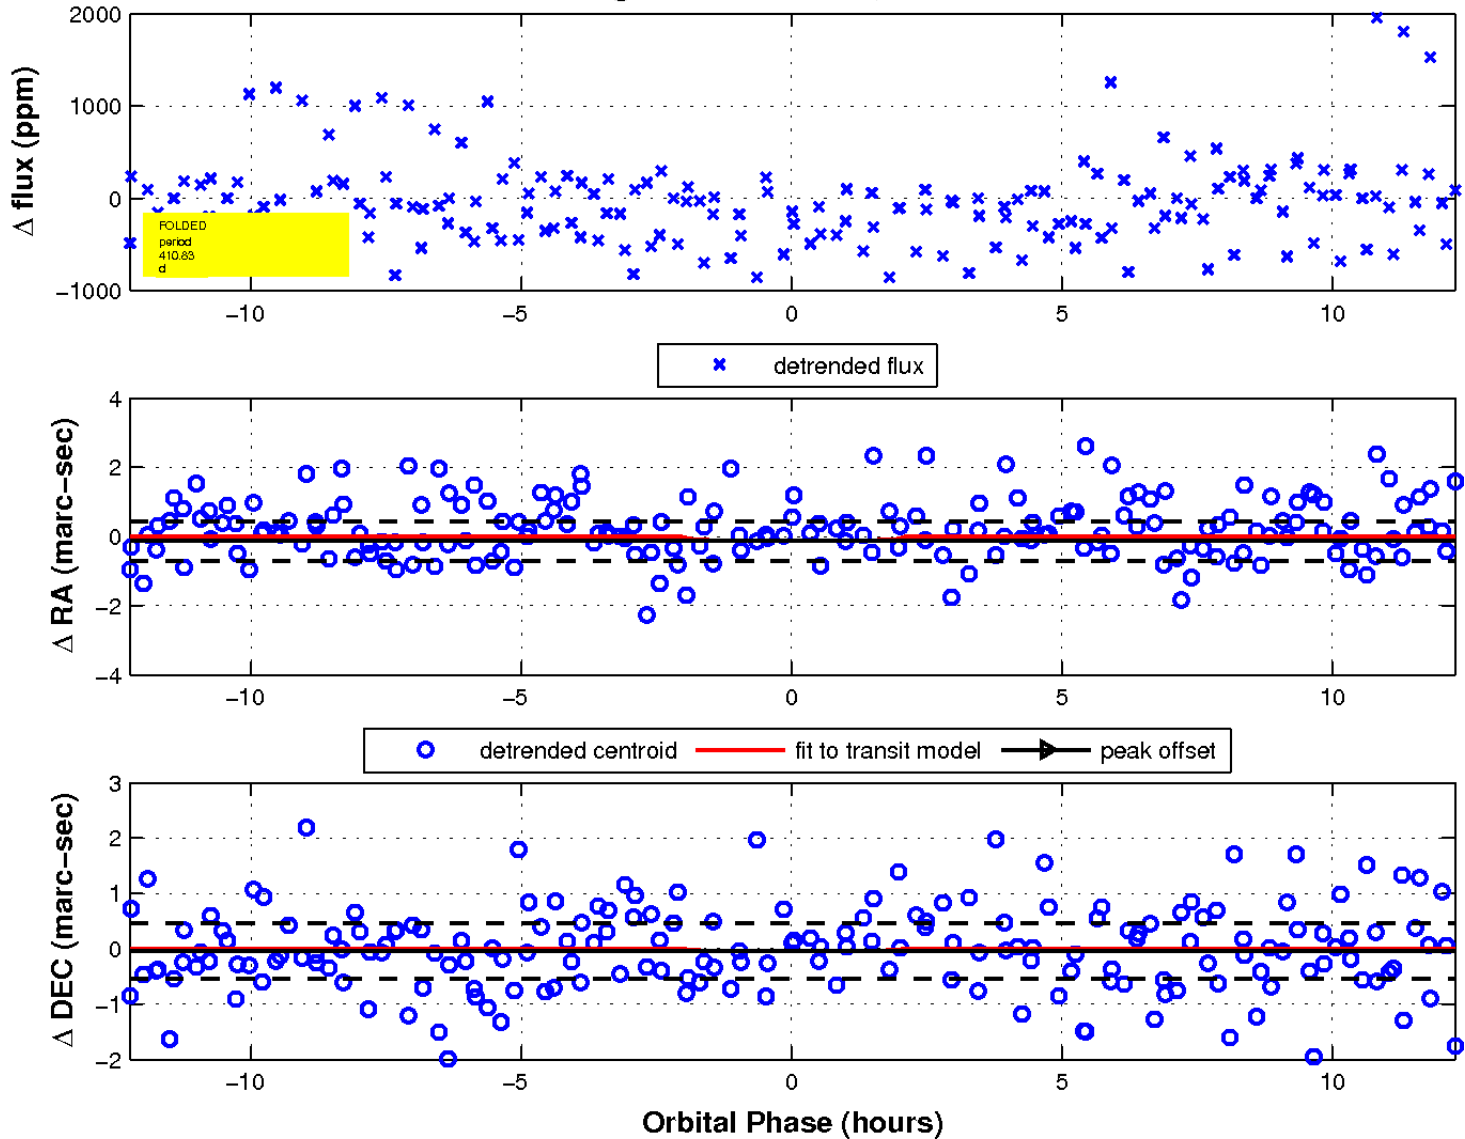 2000
1000
0
−1000
Δ flux (ppm)
FOLDED
period
410.83
d
−10 −5 0 5 10
detrended flux
4
2
0
−2
−4
Δ RA (marc−sec)
−10 −5 0 5 10
detrended centroid fit to transit model peak offset
3
2
1
0
−1
−2
Δ DEC (marc−sec)
−10 −5 0 5 10
Orbital Phase (hours)